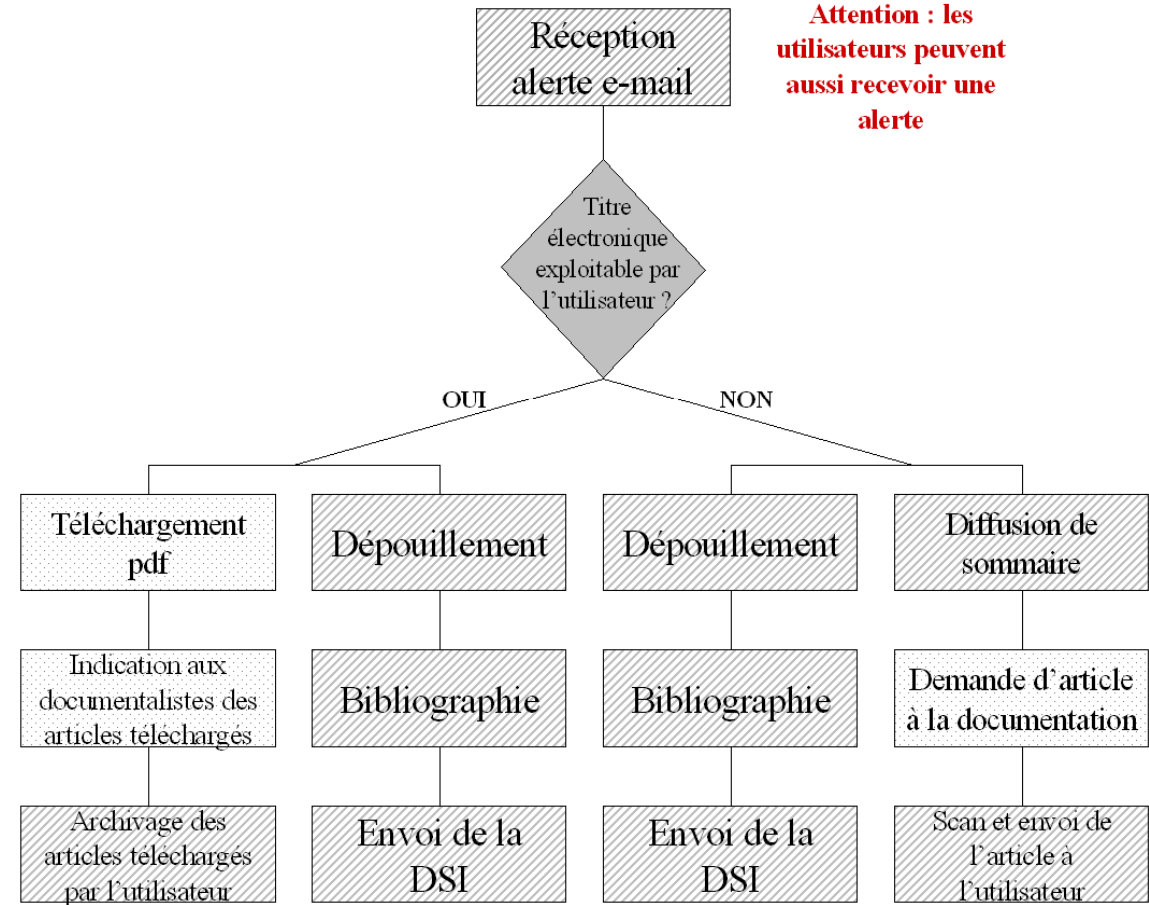 Réception
alerte e-mail
Attention : les
utilisateurs peuvent
aussi recevoir une
alerte
Titre
électronique
exploitable par
l'utilisateur ?
OUI
NON
Téléchargement
pdf
Dépouillement
Dépouillement
Diffusion de
sommaire
Indication aux
documentalistes des
articles téléchargés
Bibliographie
Bibliographie
Demande d'article
à la documentation
Archivage des
articles téléchargés
par l'utilisateur
Envoi de la
DSI
Envoi de la
DSI
Scan et envoi de
l'article à
l'utilisateur